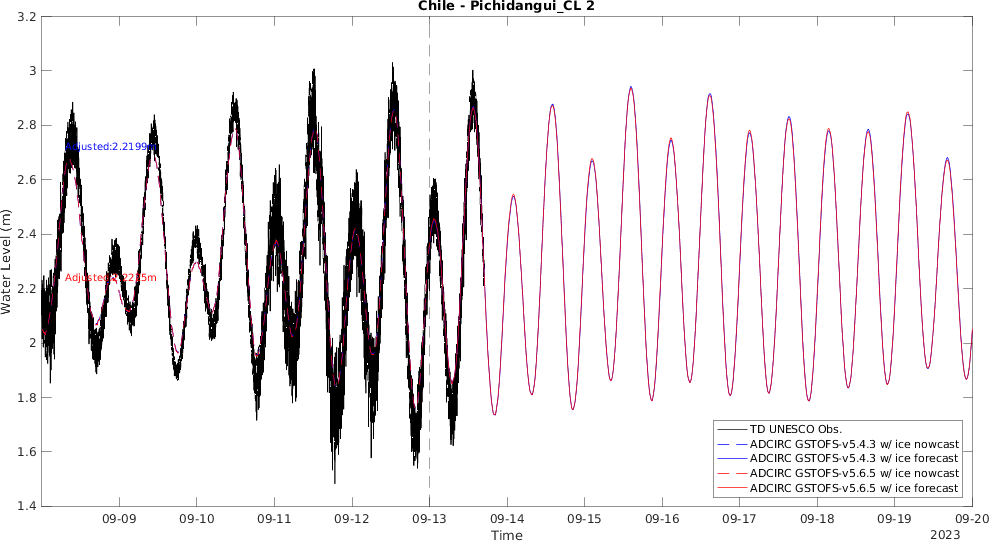 Chile - Pichidangui_CL 2
Water Level (m)
3.2
3
2.8
2.6
2.4
2.2
2
1.8
1.6
1.4
Adjusted:2.2199m
TD UNESCO Obs.
ADCIRC GSTOFS-v5.4.3 w/ ice nowcast
ADCIRC GSTOFS-v5.4.3 w/ ice forecast
ADCIRC GSTOFS-v5.6.5 w/ ice nowcast
ADCIRC GSTOFS-v5.6.5 w/ ice forecast
09-09 09-10 09-11 09-12 09-13 09-14 09-15 09-16 09-17 09-18 09-19 09-20
Time
2023